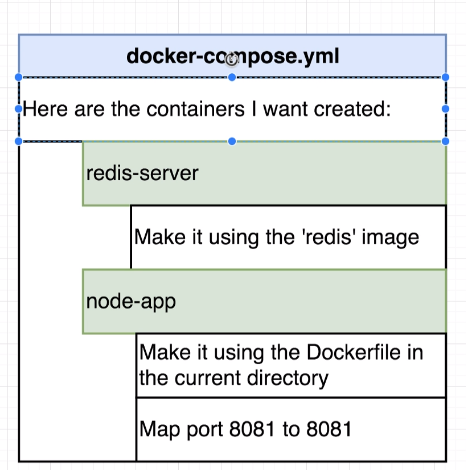 docker-compose.yml
Here are the containers I want created:
redis-server
Make it using the 'redis' image
node-app
Make it using the Dockerfile in
the current directory
Map port 8081 to 8081